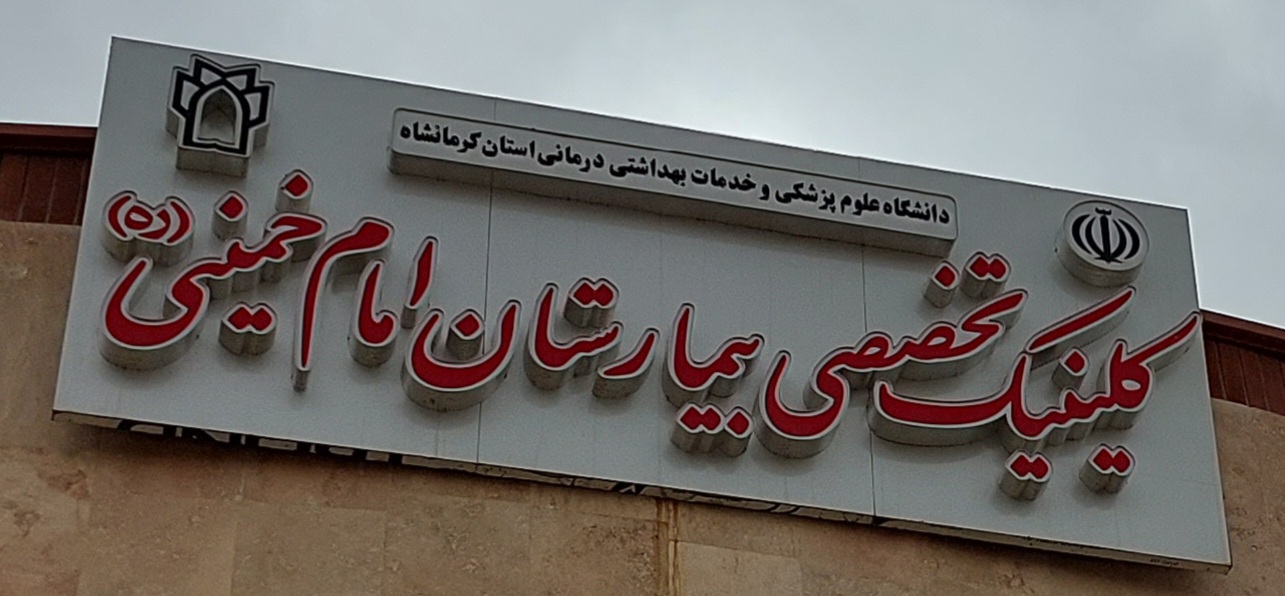 دانشگاه علوم پزشکی و خدمات بهداشتی درمانی استان کرمانشاه
کلینیک تخصصی بیمارستان امام خمینی (ره)